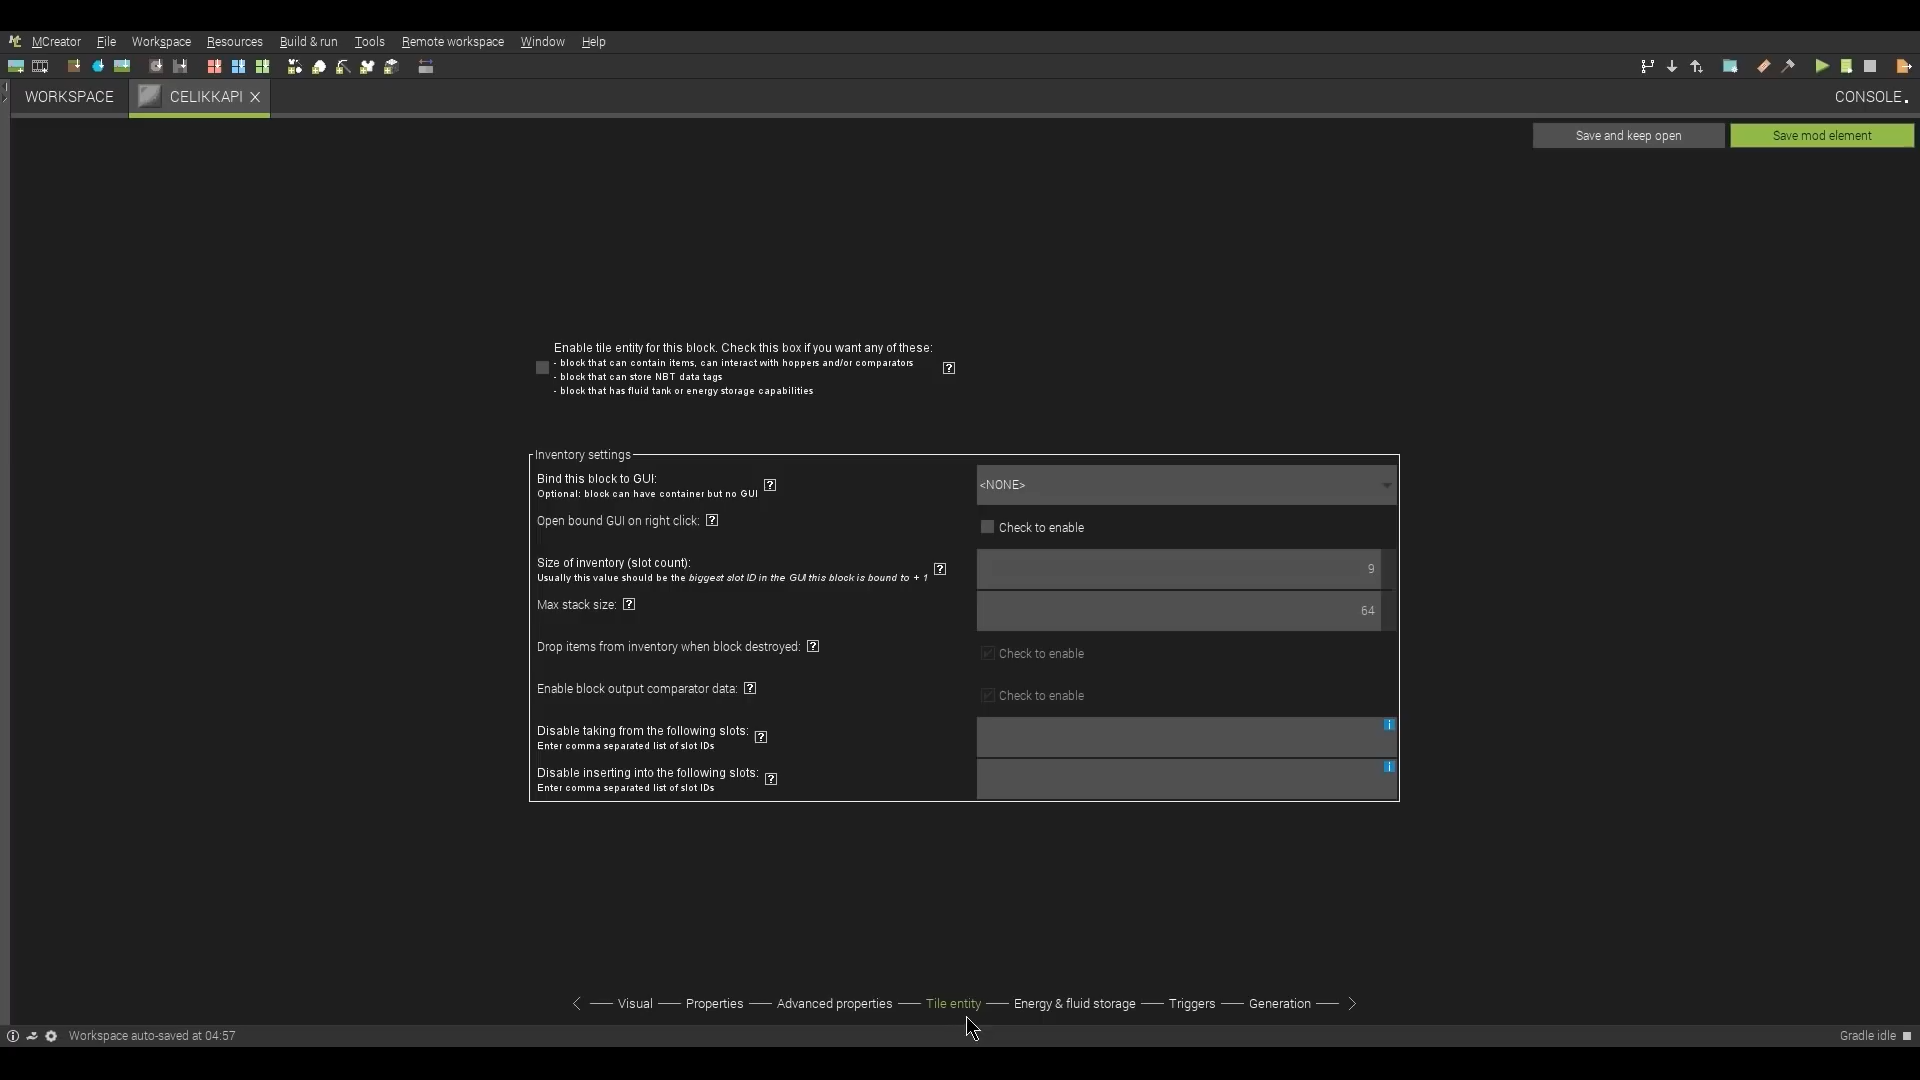 MCreator File Workspace Resources Build & run Tools Remote workspace Window Help
WORKSPACE CELIKKAPI CONSOLE
Save and keep open Save mod element
Enable tile entity for this block. Check this box if you want any of these:
- block that can contain items, can interact with hoppers and/or comparators
- block that can store NBT data tags
- block that has fluid tank or energy storage capabilities
?
Inventory settings
Bind this block to GUI: ? <NONE>
Optional: block can have container but no GUI
Open bound GUI on right click: ? Check to enable
Size of inventory (slot count): ? 9
Usually this value should be the biggest slot ID in the GUI this block is bound to + 1
Max stack size: ? 64
Drop items from inventory when block destroyed: ? Check to enable
Enable block output comparator data: ? Check to enable
Disable taking from the following slots: ? i
Enter comma separated list of slot IDs
Disable inserting into the following slots: ? i
Enter comma separated list of slot IDs
Visual Properties Advanced properties Tile entity Energy & fluid storage Triggers Generation
Workspace auto-saved at 04:57 Gradle idle